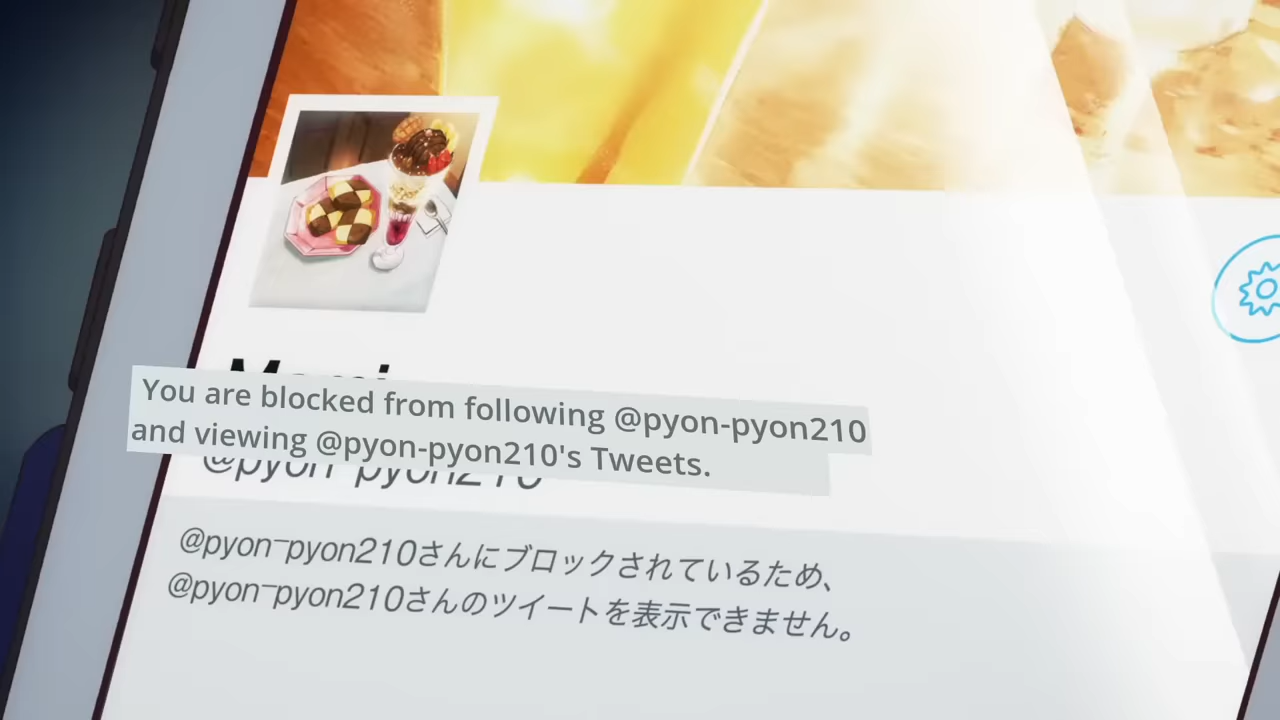 You are blocked from following @pyon-pyon210
and viewing @pyon-pyon210's Tweets.
@pyon-pyon210
@pyon-pyon210さんにブロックされているため、
@pyon-pyon210さんのツイートを表示できません。